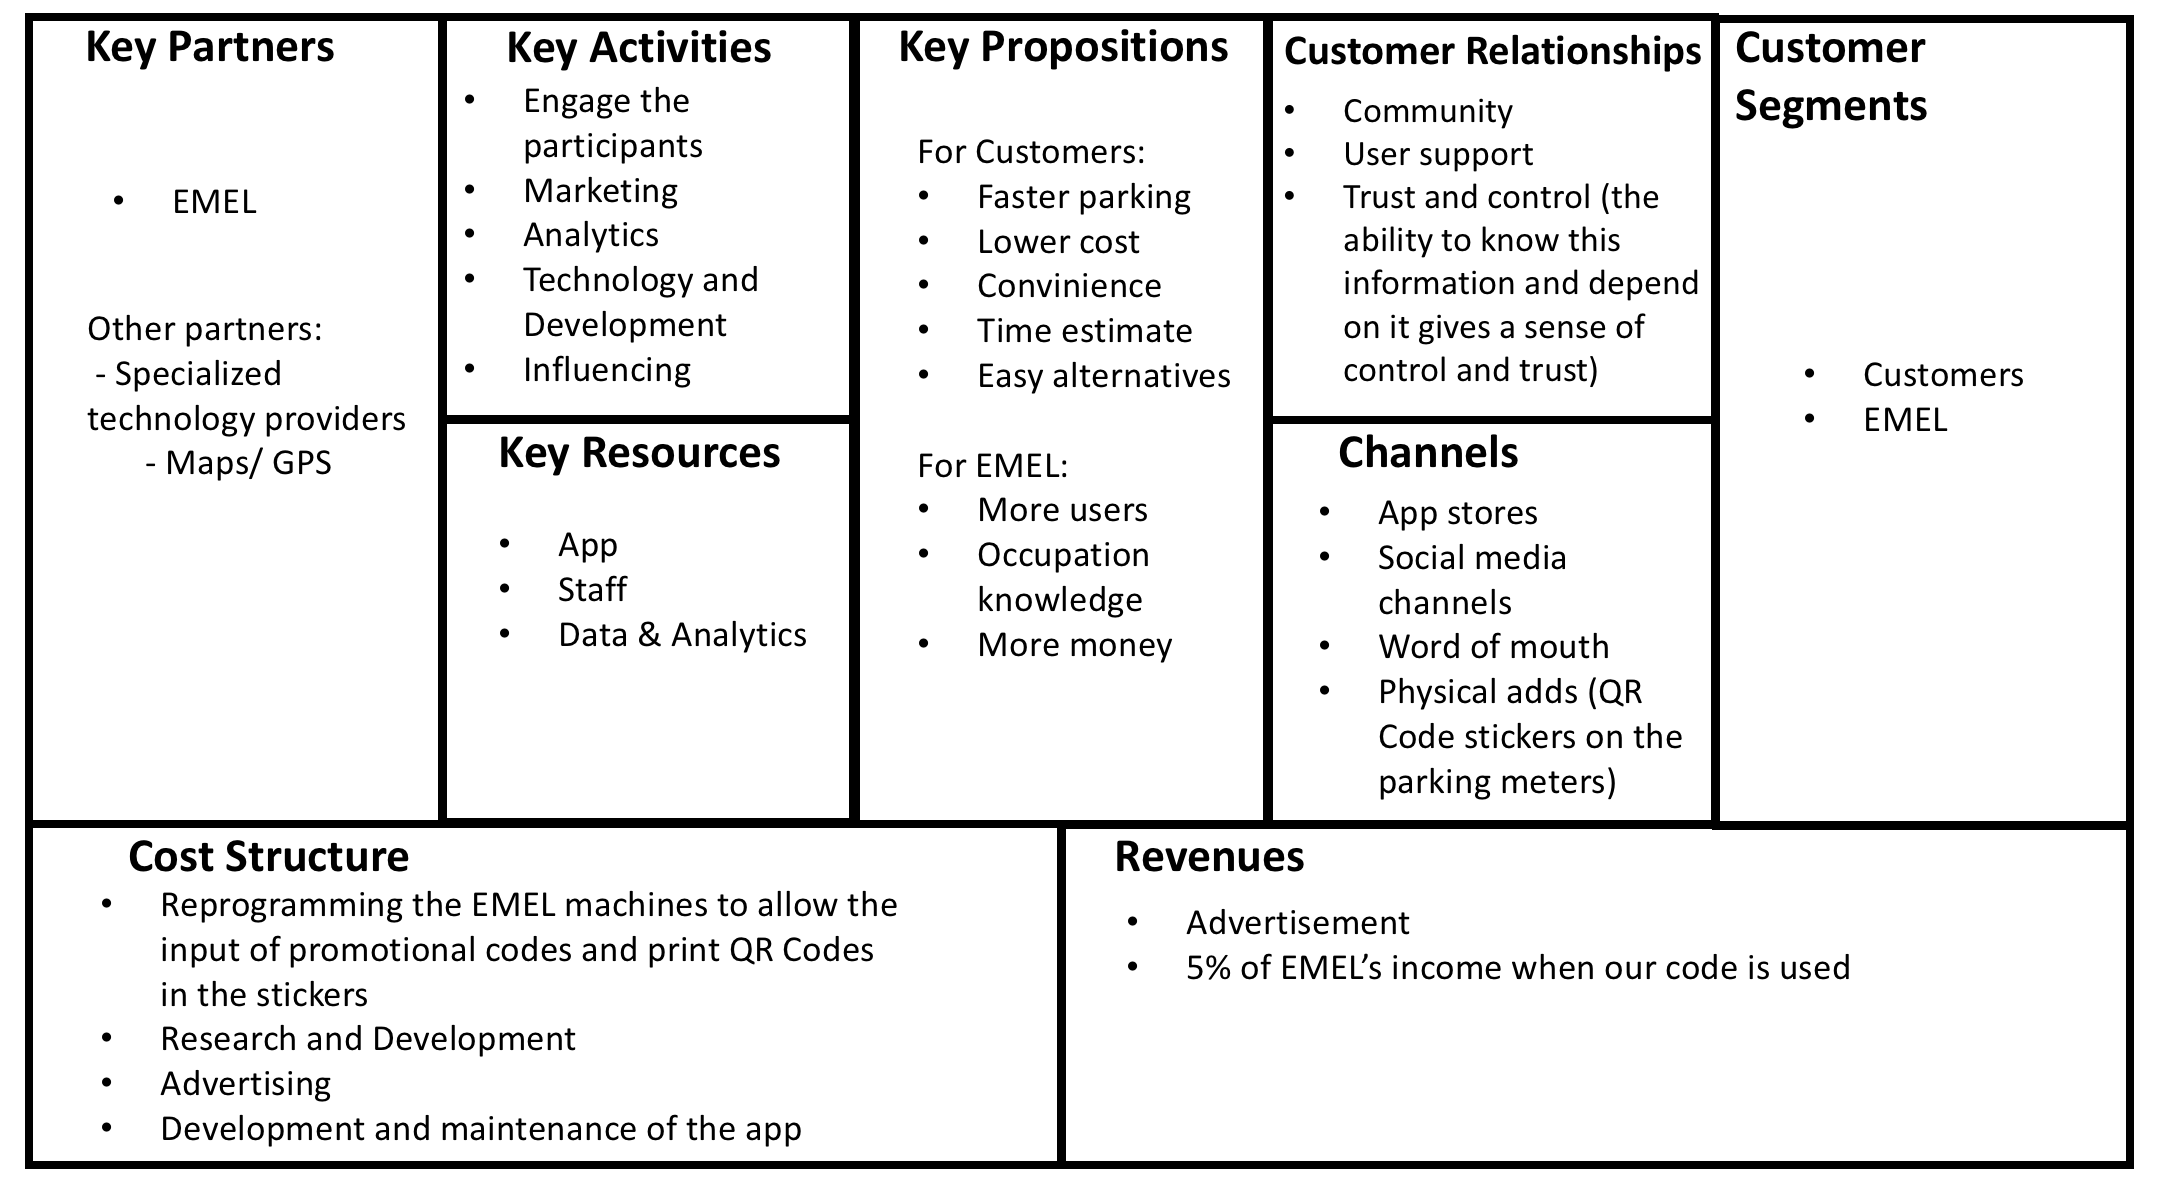 Key Partners
• EMEL
Other partners:
- Specialized
technology providers
- Maps/ GPS
Key Activities
• Engage the
participants
• Marketing
• Analytics
• Technology and
Development
• Influencing
Key Resources
• App
• Staff
• Data & Analytics
Key Propositions
For Customers:
• Faster parking
• Lower cost
• Convinience
• Time estimate
• Easy alternatives
For EMEL:
• More users
• Occupation
knowledge
• More money
Customer Relationships
• Community
• User support
• Trust and control (the
ability to know this
information and depend
on it gives a sense of
control and trust)
Channels
• App stores
• Social media
channels
• Word of mouth
• Physical adds (QR
Code stickers on the
parking meters)
Customer
Segments
• Customers
• EMEL
Cost Structure
• Reprogramming the EMEL machines to allow the
input of promotional codes and print QR Codes
in the stickers
• Research and Development
• Advertising
• Development and maintenance of the app
Revenues
• Advertisement
• 5% of EMEL’s income when our code is used